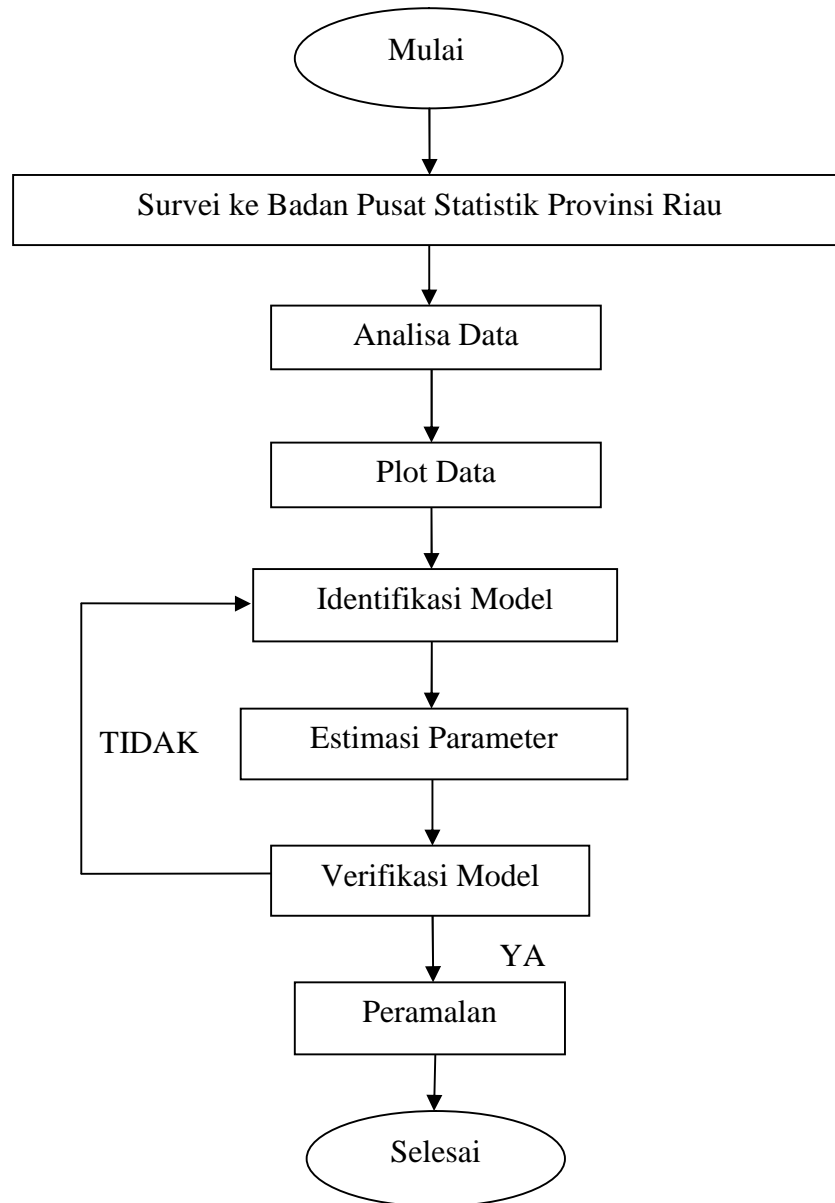 Mulai
Survei ke Badan Pusat Statistik Provinsi Riau
Analisa Data
Plot Data
Identifikasi Model
TIDAK
Estimasi Parameter
Verifikasi Model
YA
Peramalan
Selesai